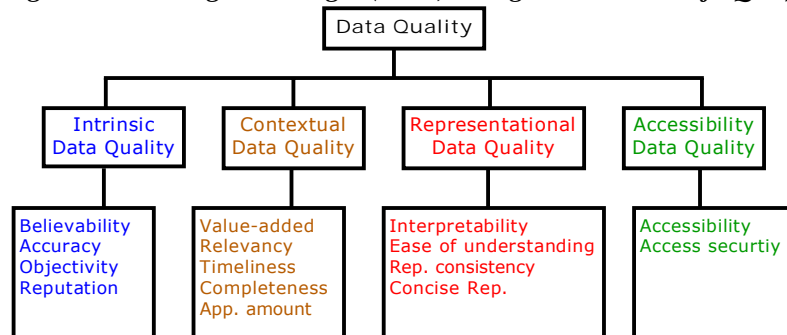 Data Quality
Intrinsic
Data Quality
Contextual
Data Quality
Representational
Data Quality
Accessibility
Data Quality
Believability
Accuracy
Objectivity
Reputation
Value-added
Relevancy
Timeliness
Completeness
App. amount
Interpretability
Ease of understanding
Rep. consistency
Concise Rep.
Accessibility
Access securtiy